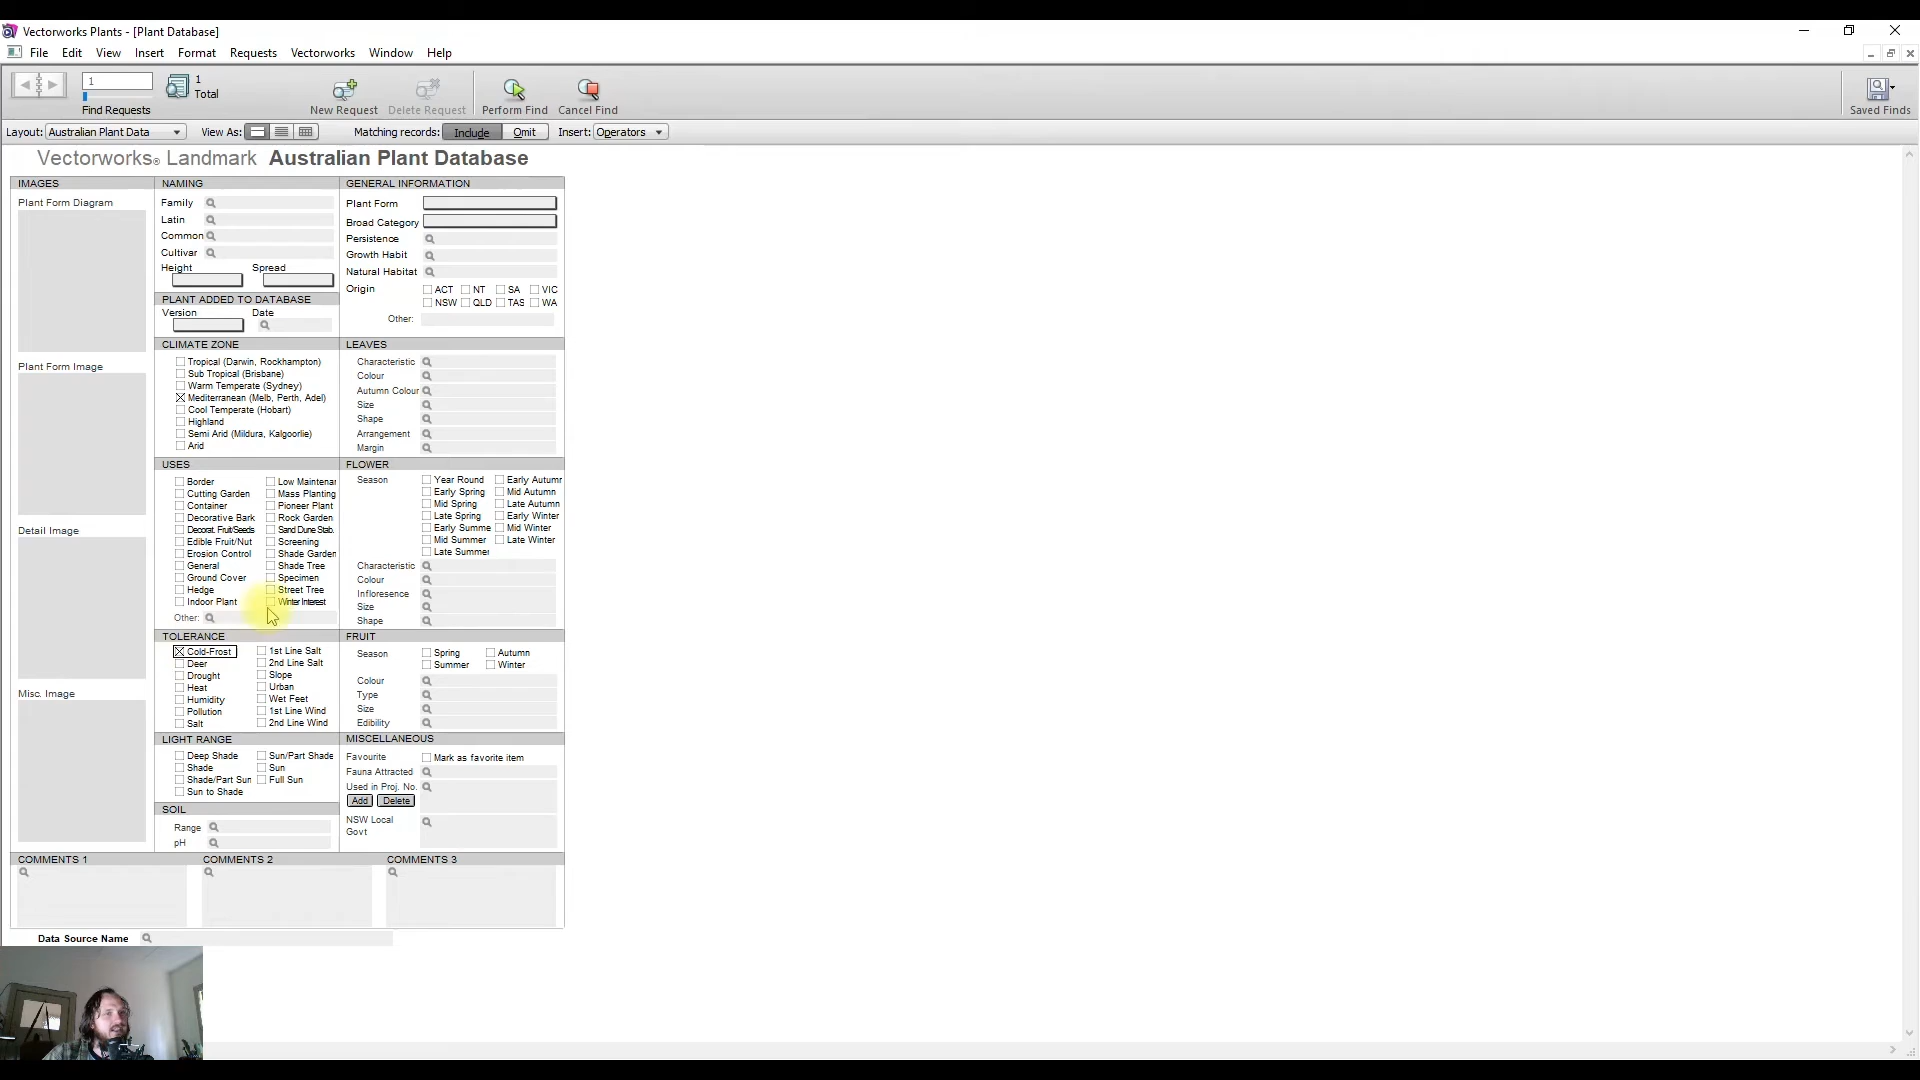 Vectorworks Plants - [Plant Database]
File Edit View Insert Format Requests Vectorworks Window Help
1
1
Total
Find Requests
New Request
Delete Request
Perform Find
Cancel Find
Saved Finds
Layout: Australian Plant Data
View As:
Matching records: Include Omit
Insert: Operators
Vectorworks® Landmark Australian Plant Database
IMAGES
Plant Form Diagram
Plant Form Image
Detail Image
Misc. Image
NAMING
Family
Latin
Common
Cultivar
Height Spread
PLANT ADDED TO DATABASE
Version Date
CLIMATE ZONE
Tropical (Darwin, Rockhampton)
Sub Tropical (Brisbane)
Warm Temperate (Sydney)
Mediterranean (Melb, Perth, Adel)
Cool Temperate (Hobart)
Highland
Semi Arid (Mildura, Kalgoorlie)
Arid
USES
Border Low Maintenar
Cutting Garden Mass Planting
Container Pioneer Plant
Decorative Bark Rock Garden
Decorat. Fruit/Seeds Sand Dune Stab.
Edible Fruit/Nut Screening
Erosion Control Shade Garden
General Shade Tree
Ground Cover Specimen
Hedge Street Tree
Indoor Plant Winter Interest
Other:
TOLERANCE
Cold-Frost 1st Line Salt
Deer 2nd Line Salt
Drought Slope
Heat Urban
Humidity Wet Feet
Pollution 1st Line Wind
Salt 2nd Line Wind
LIGHT RANGE
Deep Shade Sun/Part Shade
Shade Sun
Shade/Part Sun Full Sun
Sun to Shade
SOIL
Range
pH
GENERAL INFORMATION
Plant Form
Broad Category
Persistence
Growth Habit
Natural Habitat
Origin ACT NT SA VIC
NSW QLD TAS WA
Other:
LEAVES
Characteristic
Colour
Autumn Colour
Size
Shape
Arrangement
Margin
FLOWER
Season Year Round Early Autumr
Early Spring Mid Autumn
Mid Spring Late Autumn
Late Spring Early Winter
Early Summe Mid Winter
Mid Summer Late Winter
Late Summer
Characteristic
Colour
Infloresence
Size
Shape
FRUIT
Season Spring Autumn
Summer Winter
Colour
Type
Size
Edibility
MISCELLANEOUS
Favourite Mark as favorite item
Fauna Attracted
Used in Proj. No.
Add Delete
NSW Local
Govt
COMMENTS 1 COMMENTS 2 COMMENTS 3
Data Source Name